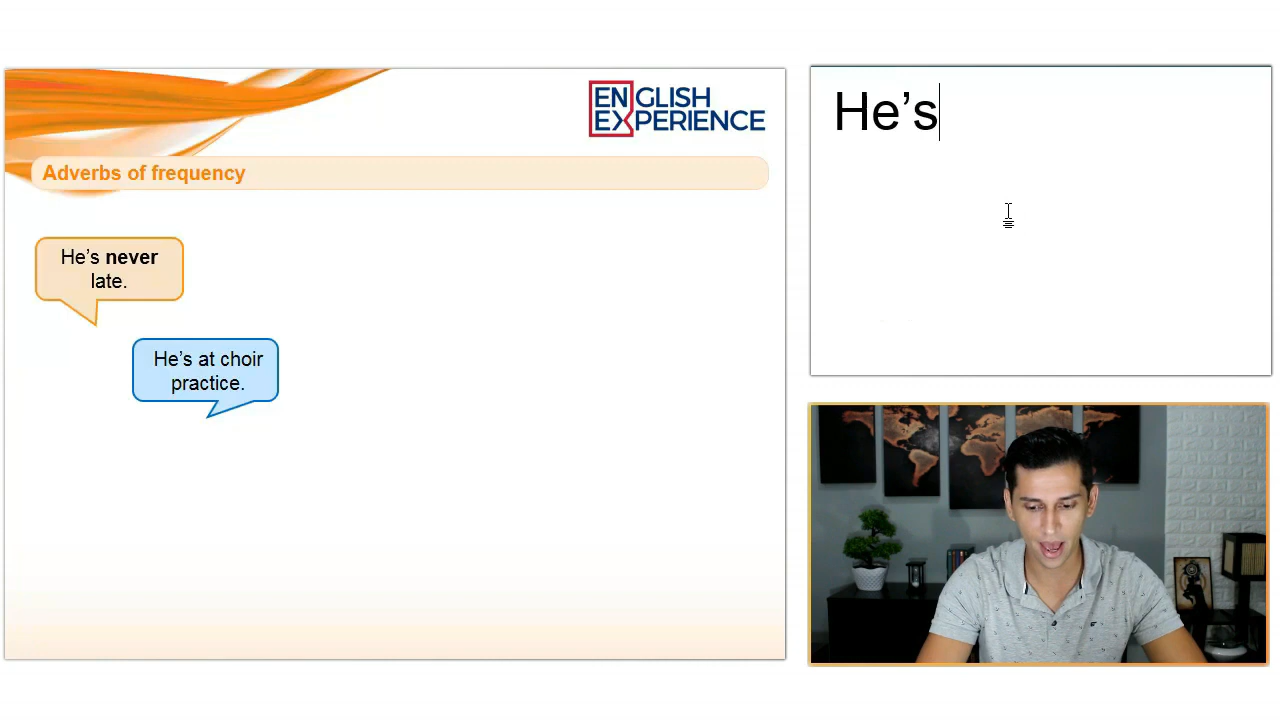 ENGLISH
EXPERIENCE
Adverbs of frequency
He’s never
late.
He’s at choir
practice.
He’s